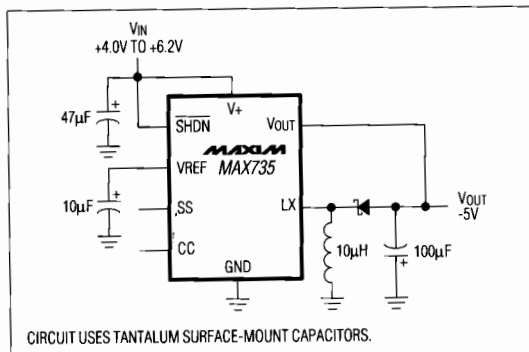 VIN
+4.0V TO +6.2V
V+
47µF
+
SHDN
VOUT
MAXIM
MAX735
VREF
10µF
+
SS
LX
VOUT
-5V
CC
10µH
100µF
+
GND
CIRCUIT USES TANTALUM SURFACE-MOUNT CAPACITORS.